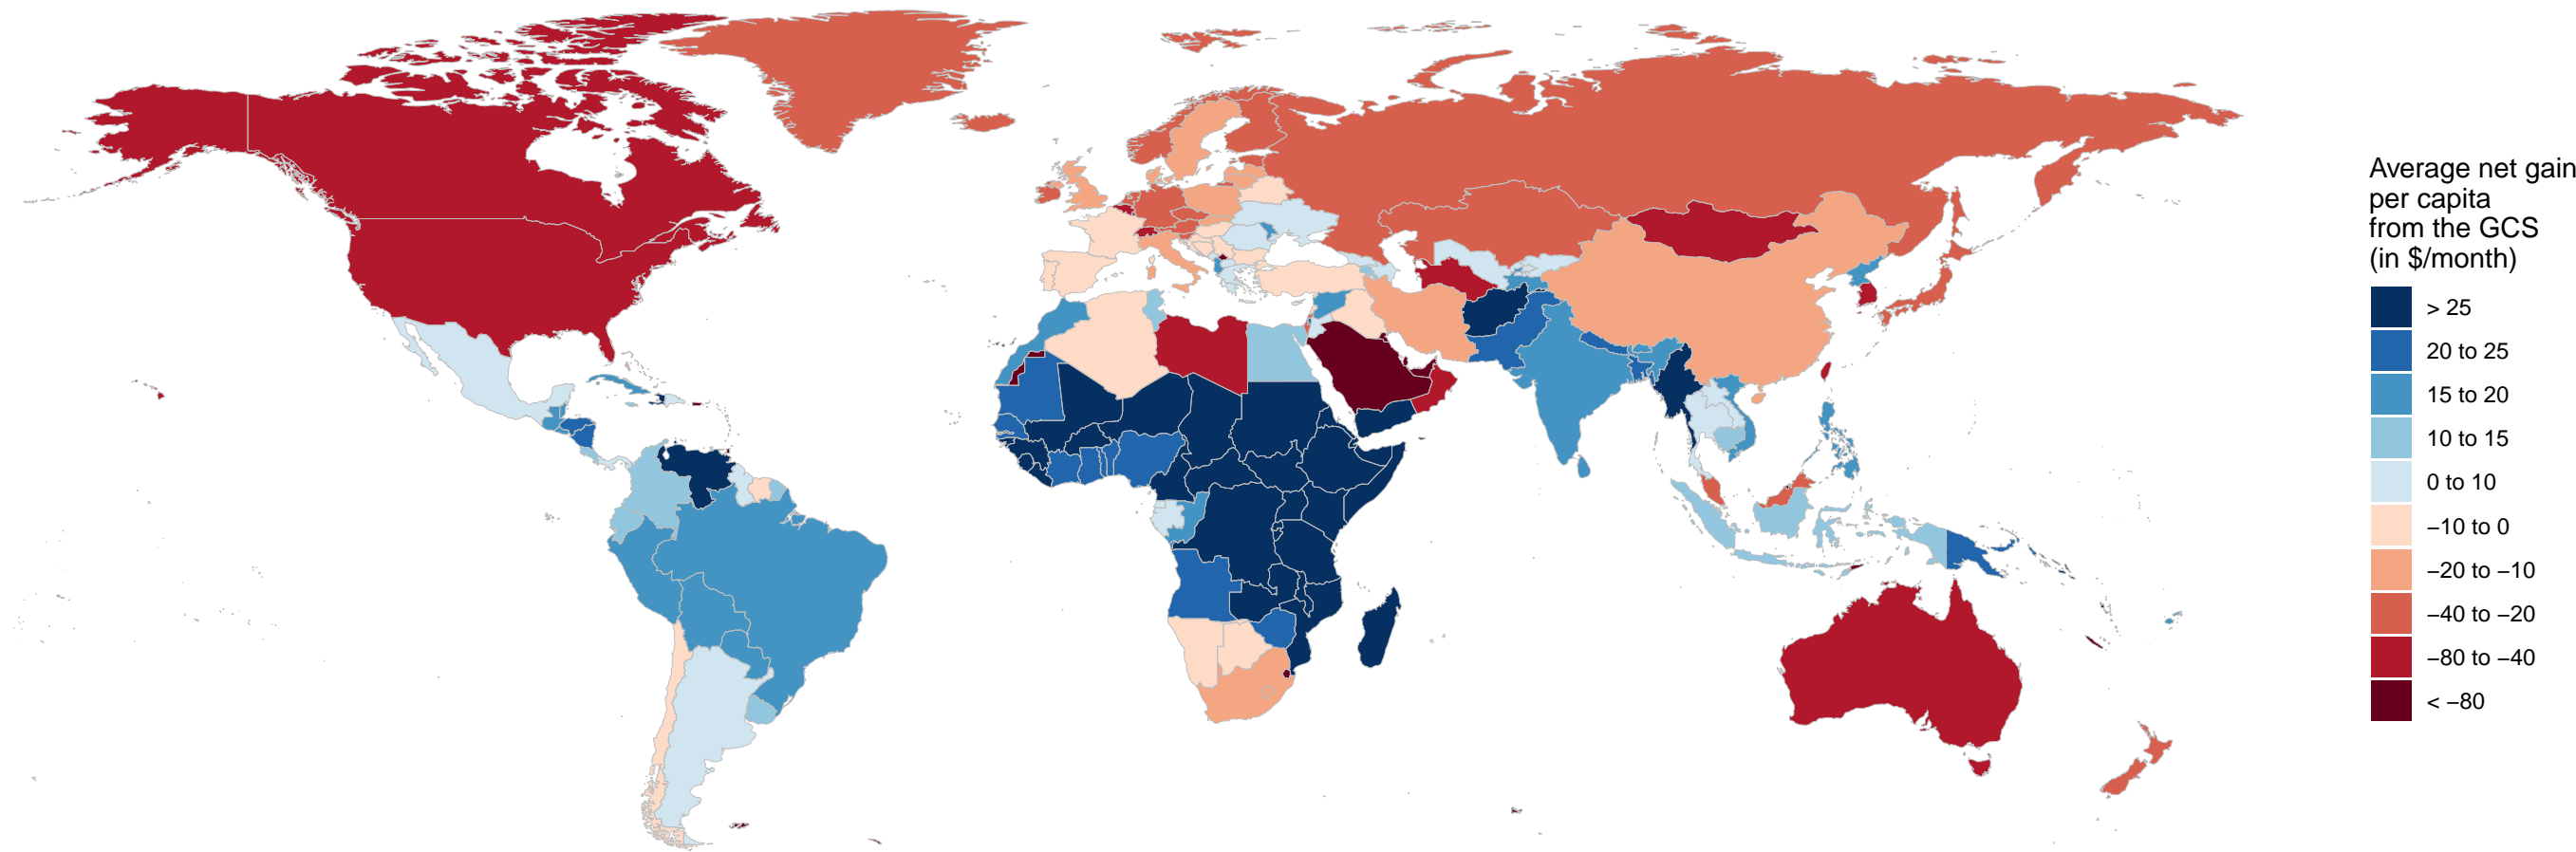 Average net gain
per capita
from the GCS
(in $/month)
> 25
20 to 25
15 to 20
10 to 15
0 to 10
−10 to 0
−20 to −10
−40 to −20
−80 to −40
< −80